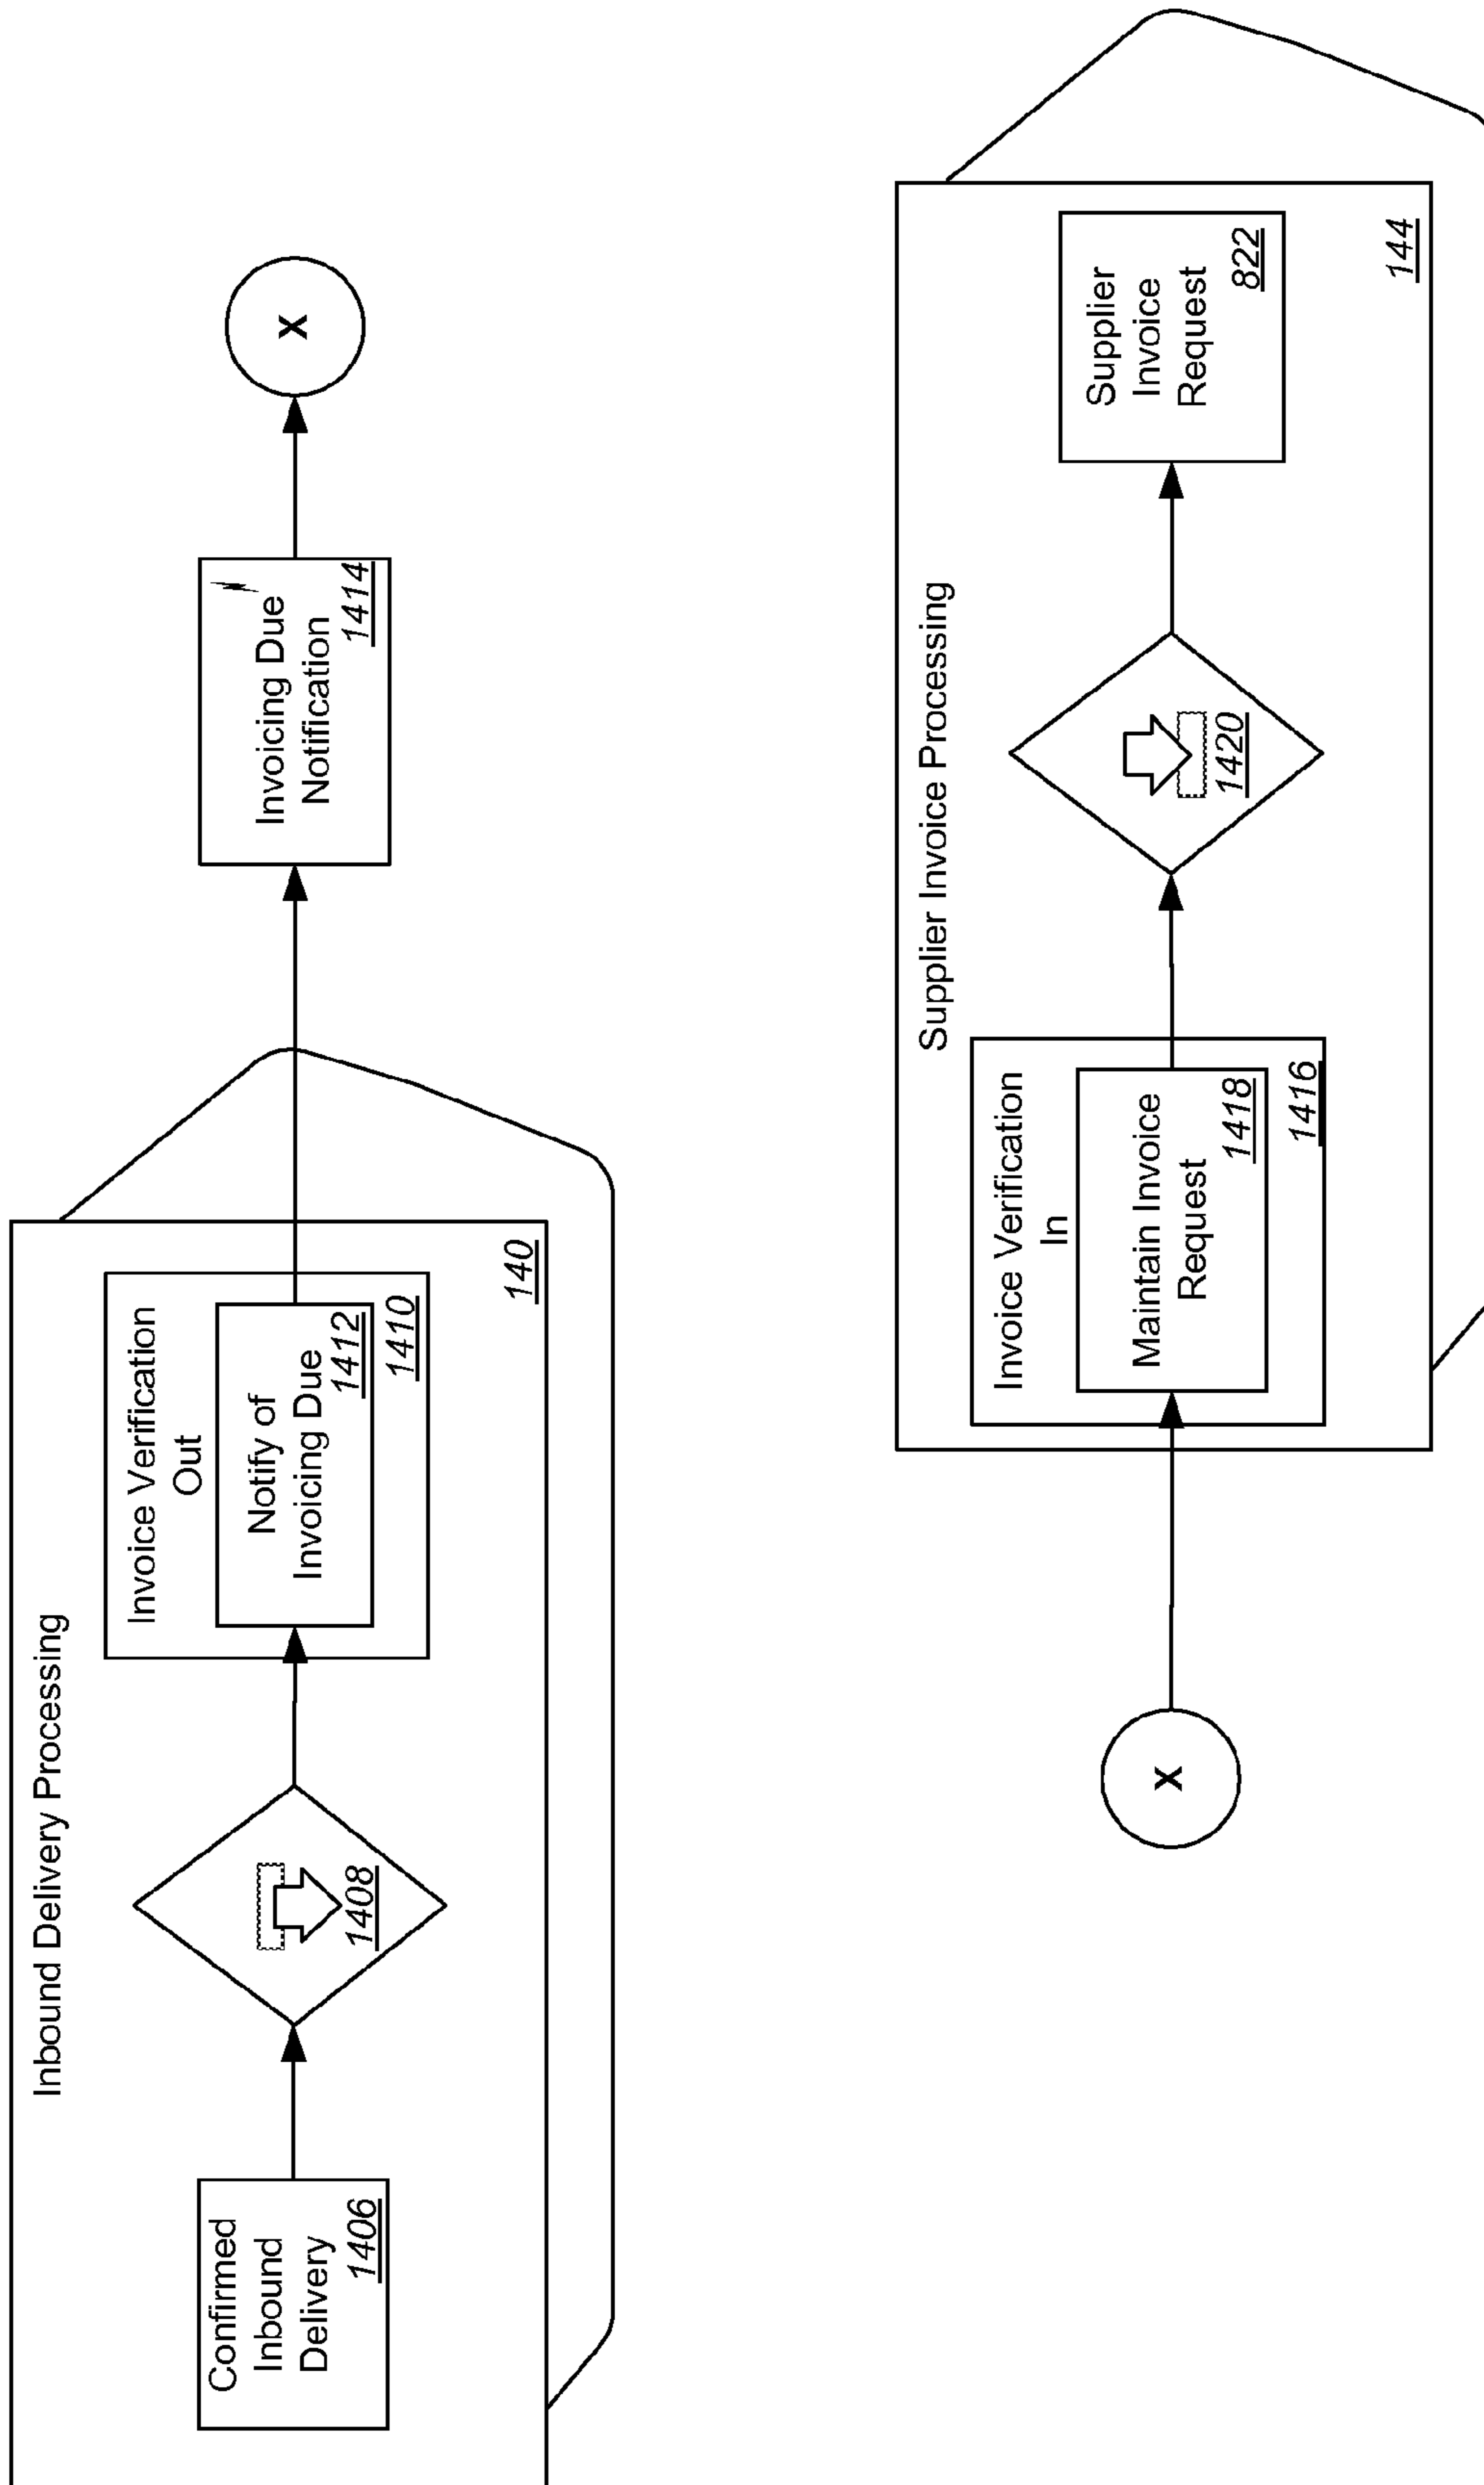 Inbound Delivery Processing
Confirmed
Inbound
Delivery
1406
1408
Invoice Verification
Out
Notify of
Invoicing Due
1412
1410
140
Invoicing Due
Notification
1414
X
X
Supplier Invoice Processing
Invoice Verification
In
Maintain Invoice
Request
1418
1416
1420
Supplier
Invoice
Request
822
144